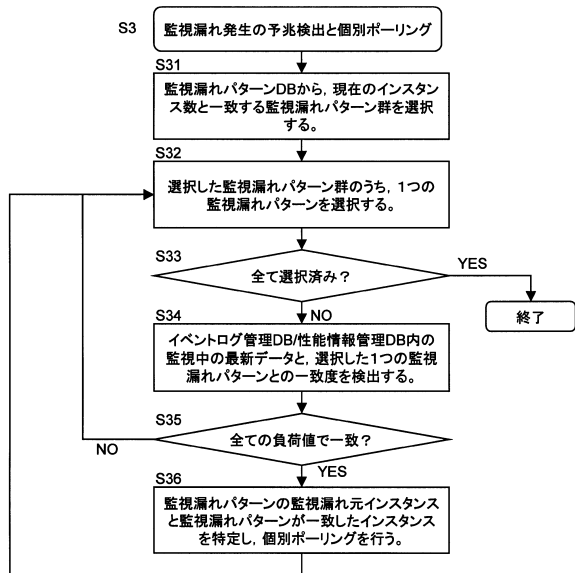 S3
監視漏れ発生の予兆検出と個別ポーリング
S31
監視漏れパターンDBから，現在のインスタン
ス数と一致する監視漏れパターン群を選択
する。
S32
選択した監視漏れパターン群のうち，1つの
監視漏れパターンを選択する。
S33
全て選択済み？
YES
終了
NO
S34
イベントログ管理DB/性能情報管理DB内の
監視中の最新データと，選択した1つの監視
漏れパターンとの一致度を検出する。
S35
全ての負荷値で一致？
NO
YES
S36
監視漏れパターンの監視漏れ元インスタンス
と監視漏れパターンが一致したインスタンス
を特定し，個別ポーリングを行う。